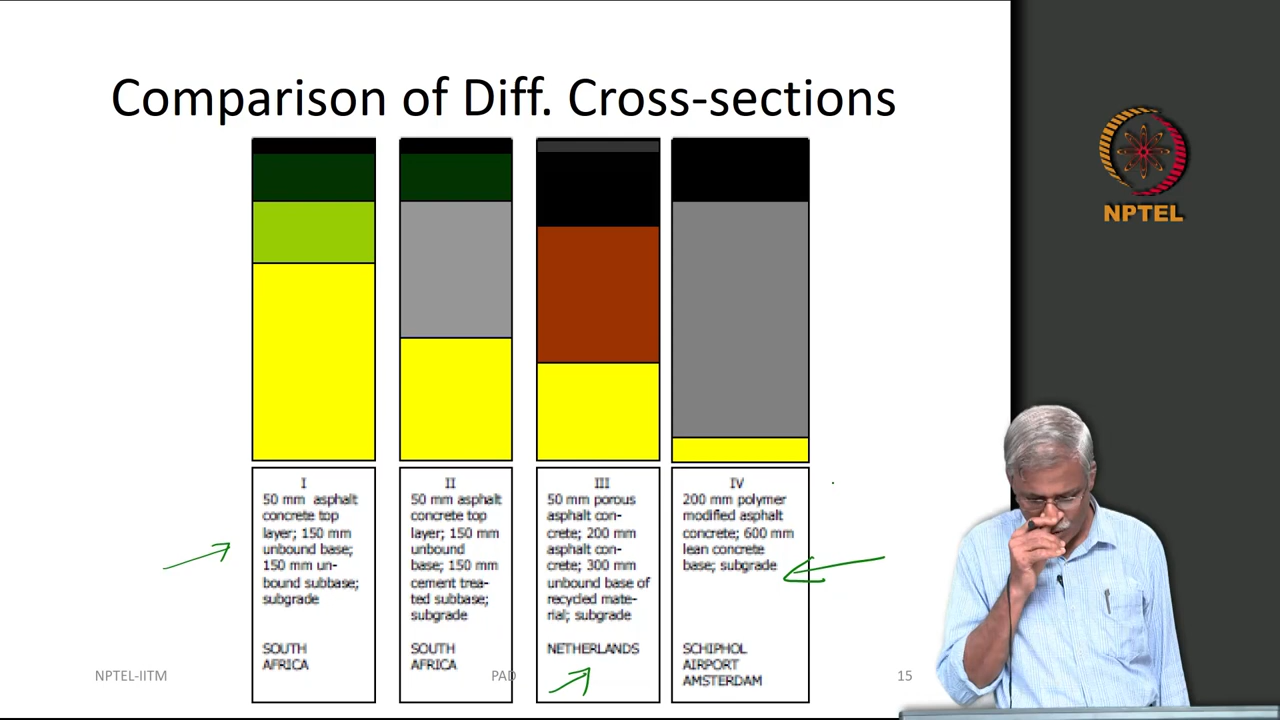 Comparison of Diff. Cross-sections
NPTEL
I
50 mm asphalt
concrete top
layer; 150 mm
unbound base;
150 mm un-
bound subbase;
subgrade
SOUTH
AFRICA
II
50 mm asphalt
concrete top
layer; 150 mm
unbound
base; 150 mm
cement trea-
ted subbase;
subgrade
SOUTH
AFRICA
III
50 mm porous
asphalt con-
crete; 200 mm
asphalt con-
crete; 300 mm
unbound base of
recycled mate-
rial; subgrade
NETHERLANDS
IV
200 mm polymer
modified asphalt
concrete; 600 mm
lean concrete
base; subgrade
SCHIPHOL
AIRPORT
AMSTERDAM
NPTEL-IITM
PAD
15